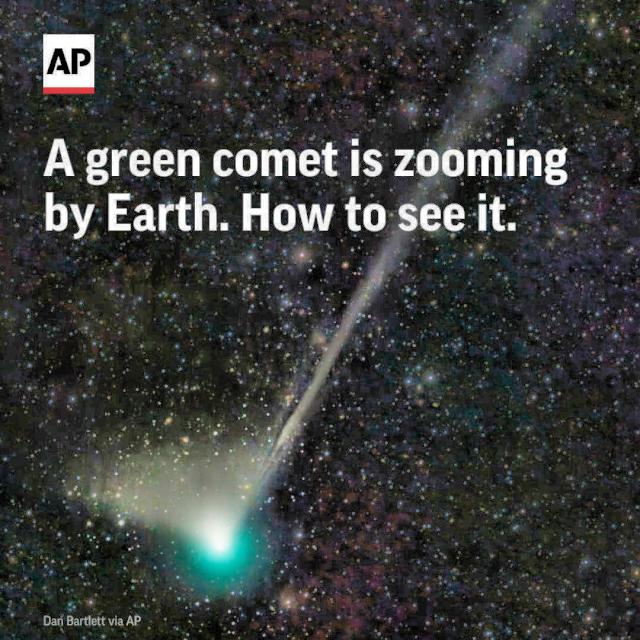 AP
A green comet is zooming
by Earth. How to see it.
Dan Bartlett via AP